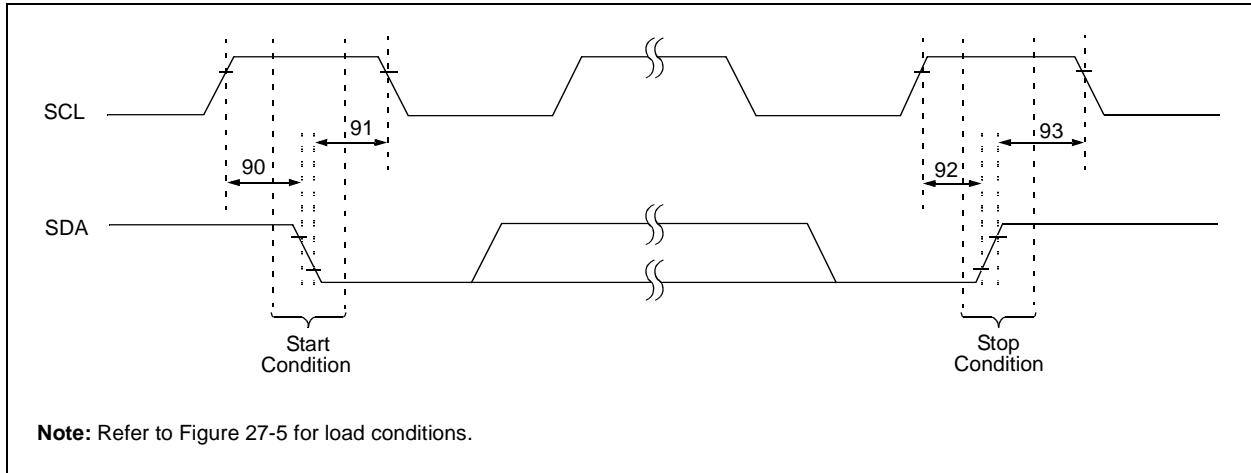 SCL
91
93
90
92
SDA
Start
Condition
Stop
Condition
Note: Refer to Figure 27-5 for load conditions.